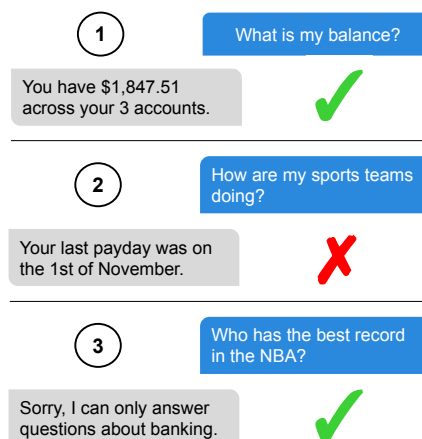 1
What is my balance?
You have $1,847.51
across your 3 accounts.
2
How are my sports teams
doing?
Your last payday was on
the 1st of November.
3
Who has the best record
in the NBA?
Sorry, I can only answer
questions about banking.